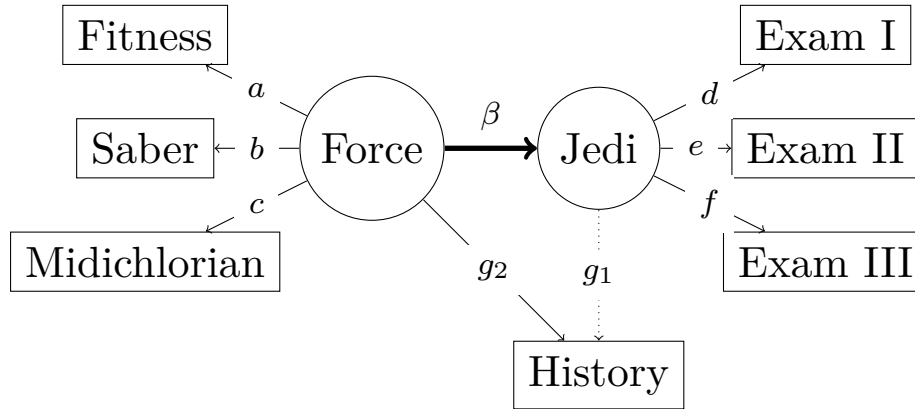 Fitness
Exam I
a
d
β
Saber
b
Force
Jedi
e
Exam II
c
f
Midichlorian
Exam III
g₂
g₁
History